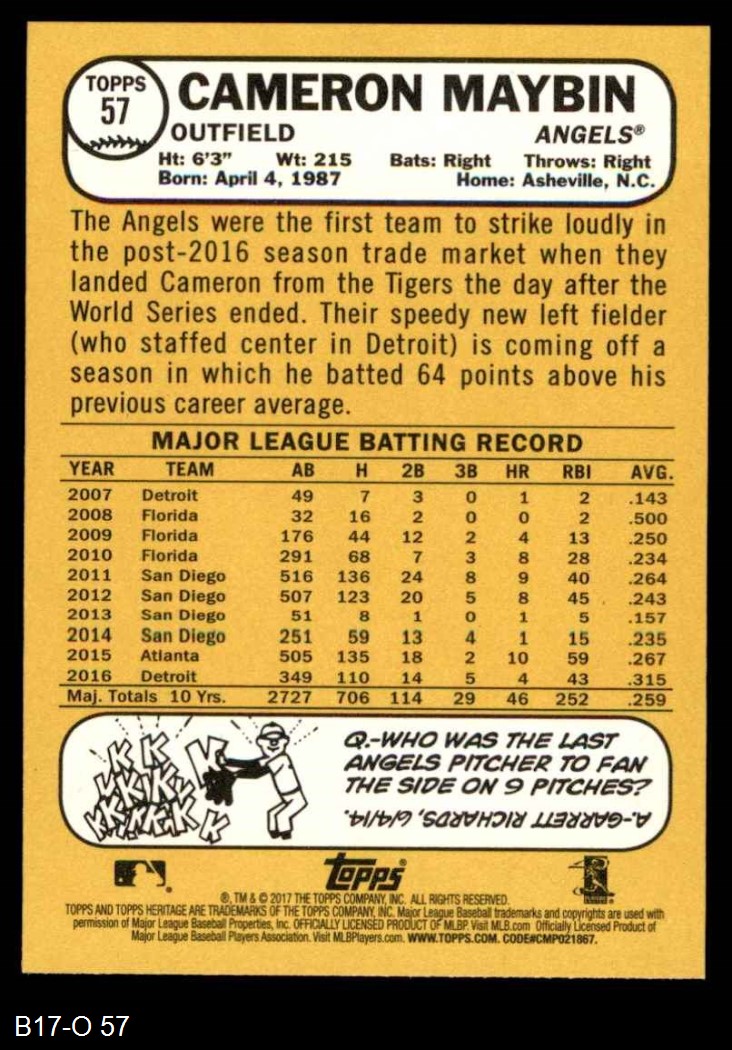 TOPPS
57
CAMERON MAYBIN
OUTFIELD ANGELS®
Ht: 6'3" Wt: 215 Bats: Right Throws: Right
Born: April 4, 1987 Home: Asheville, N.C.
The Angels were the first team to strike loudly in
the post-2016 season trade market when they
landed Cameron from the Tigers the day after the
World Series ended. Their speedy new left fielder
(who staffed center in Detroit) is coming off a
season in which he batted 64 points above his
previous career average.
MAJOR LEAGUE BATTING RECORD
YEAR TEAM AB H 2B 3B HR RBI AVG.
2007 Detroit 49 7 3 0 1 2 .143
2008 Florida 32 16 2 0 0 2 .500
2009 Florida 176 44 12 2 4 13 .250
2010 Florida 291 68 7 3 8 28 .234
2011 San Diego 516 136 24 8 9 40 .264
2012 San Diego 507 123 20 5 8 45 .243
2013 San Diego 51 8 1 0 1 5 .157
2014 San Diego 251 59 13 4 1 15 .235
2015 Atlanta 505 135 18 2 10 59 .267
2016 Detroit 349 110 14 5 4 43 .315
Maj. Totals 10 Yrs. 2727 706 114 29 46 252 .259
Q.-WHO WAS THE LAST
ANGELS PITCHER TO FAN
THE SIDE ON 9 PITCHES?
A-GARRETT RICHARDS, 6/4/14.
K K K
K K K K K
K K K K K K
topps®
®, TM & © 2017 THE TOPPS COMPANY, INC. ALL RIGHTS RESERVED.
TOPPS AND TOPPS HERITAGE ARE TRADEMARKS OF THE TOPPS COMPANY, INC. Major League Baseball trademarks and copyrights are used with
permission of Major League Baseball Properties, Inc. OFFICIALLY LICENSED PRODUCT OF MLBP. Visit MLB.com Officially Licensed Product of
Major League Baseball Players Association. Visit MLBPlayers.com. WWW.TOPPS.COM. CODE#CMP021867.
B17-O 57